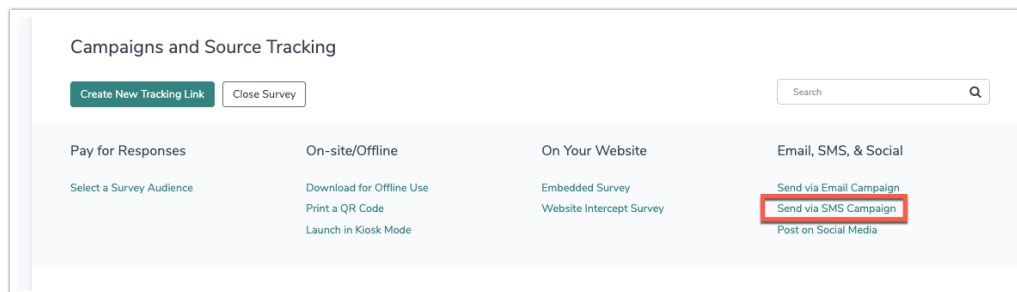 Campaigns and Source Tracking
Create New Tracking Link
Close Survey
Search
Pay for Responses
Select a Survey Audience
On-site/Offline
Download for Offline Use
Print a QR Code
Launch in Kiosk Mode
On Your Website
Embedded Survey
Website Intercept Survey
Email, SMS, & Social
Send via Email Campaign
Send via SMS Campaign
Post on Social Media